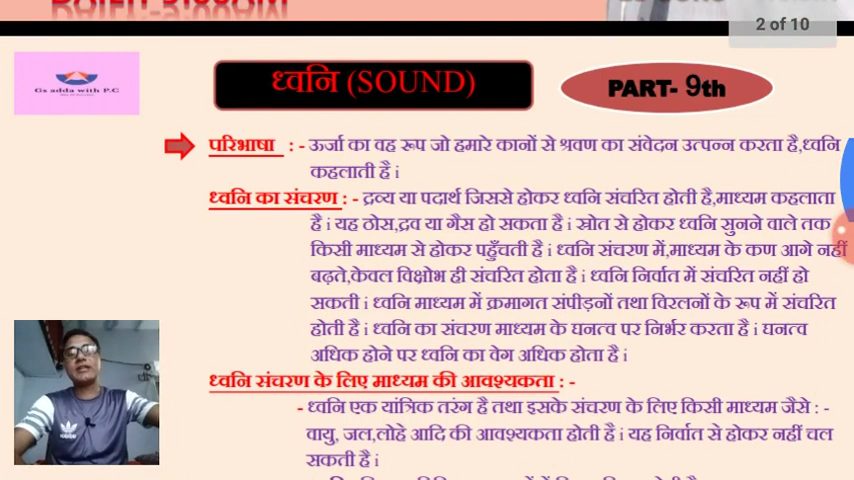 2 of 10
Gs adda with P.C
ध्वनि (SOUND)
PART- 9th
परिभाषा : - ऊर्जा का वह रूप जो हमारे कानों से श्रवण का संवेदन उत्पन्न करता है,ध्वनि
कहलाती है i
ध्वनि का संचरण : - द्रव्य या पदार्थ जिससे होकर ध्वनि संचरित होती है,माध्यम कहलाता
है i यह ठोस,द्रव या गैस हो सकता है i स्रोत से होकर ध्वनि सुनने वाले तक
किसी माध्यम से होकर पहुँचती है i ध्वनि संचरण में,माध्यम के कण आगे नहीं
बढ़ते,केवल विक्षोभ ही संचरित होता है i ध्वनि निर्वात में संचरित नहीं हो
सकती i ध्वनि माध्यम में क्रमागत संपीड़नों तथा विरलनों के रूप में संचरित
होती है i ध्वनि का संचरण माध्यम के घनत्व पर निर्भर करता है i घनत्व
अधिक होने पर ध्वनि का वेग अधिक होता है i
ध्वनि संचरण के लिए माध्यम की आवश्यकता : -
- ध्वनि एक यांत्रिक तरंग है तथा इसके संचरण के लिए किसी माध्यम जैसे : -
वायु, जल,लोहे आदि की आवश्यकता होती है i यह निर्वात से होकर नहीं चल
सकती है i
adidas